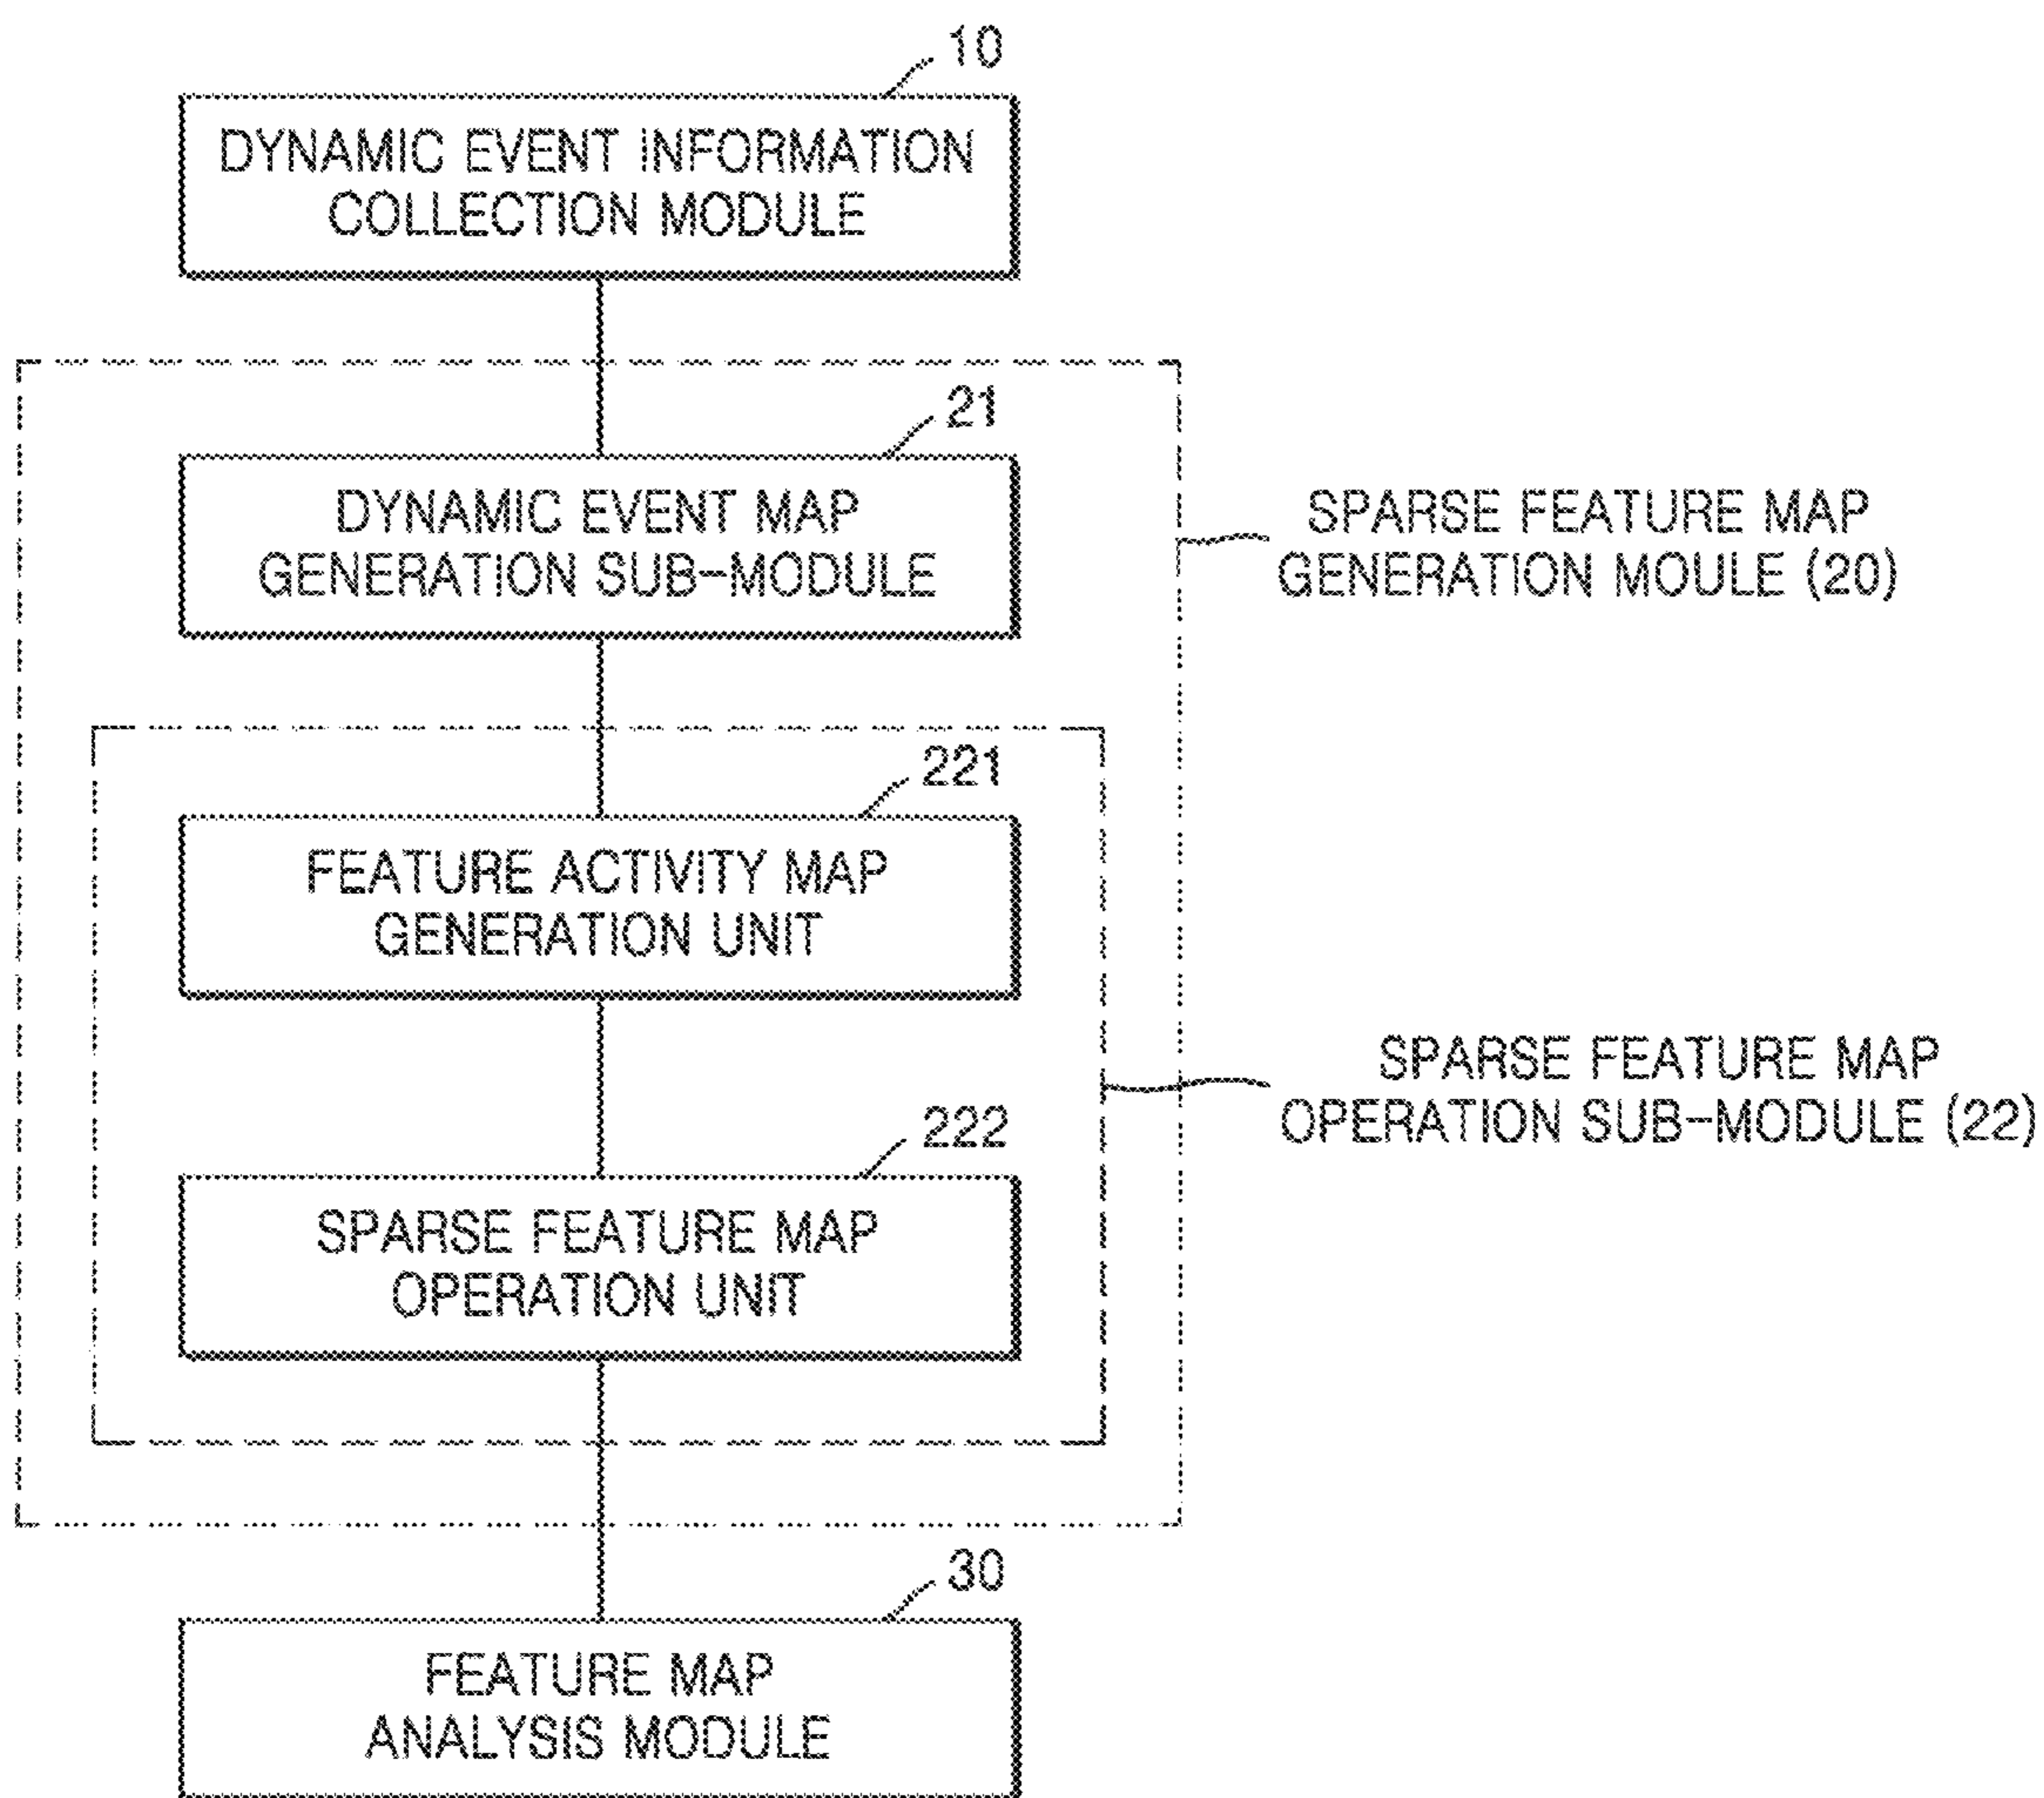 10
DYNAMIC EVENT INFORMATION
COLLECTION MODULE
21
DYNAMIC EVENT MAP
GENERATION SUB-MODULE
SPARSE FEATURE MAP
GENERATION MOULE (20)
221
FEATURE ACTIVITY MAP
GENERATION UNIT
SPARSE FEATURE MAP
OPERATION SUB-MODULE (22)
222
SPARSE FEATURE MAP
OPERATION UNIT
30
FEATURE MAP
ANALYSIS MODULE